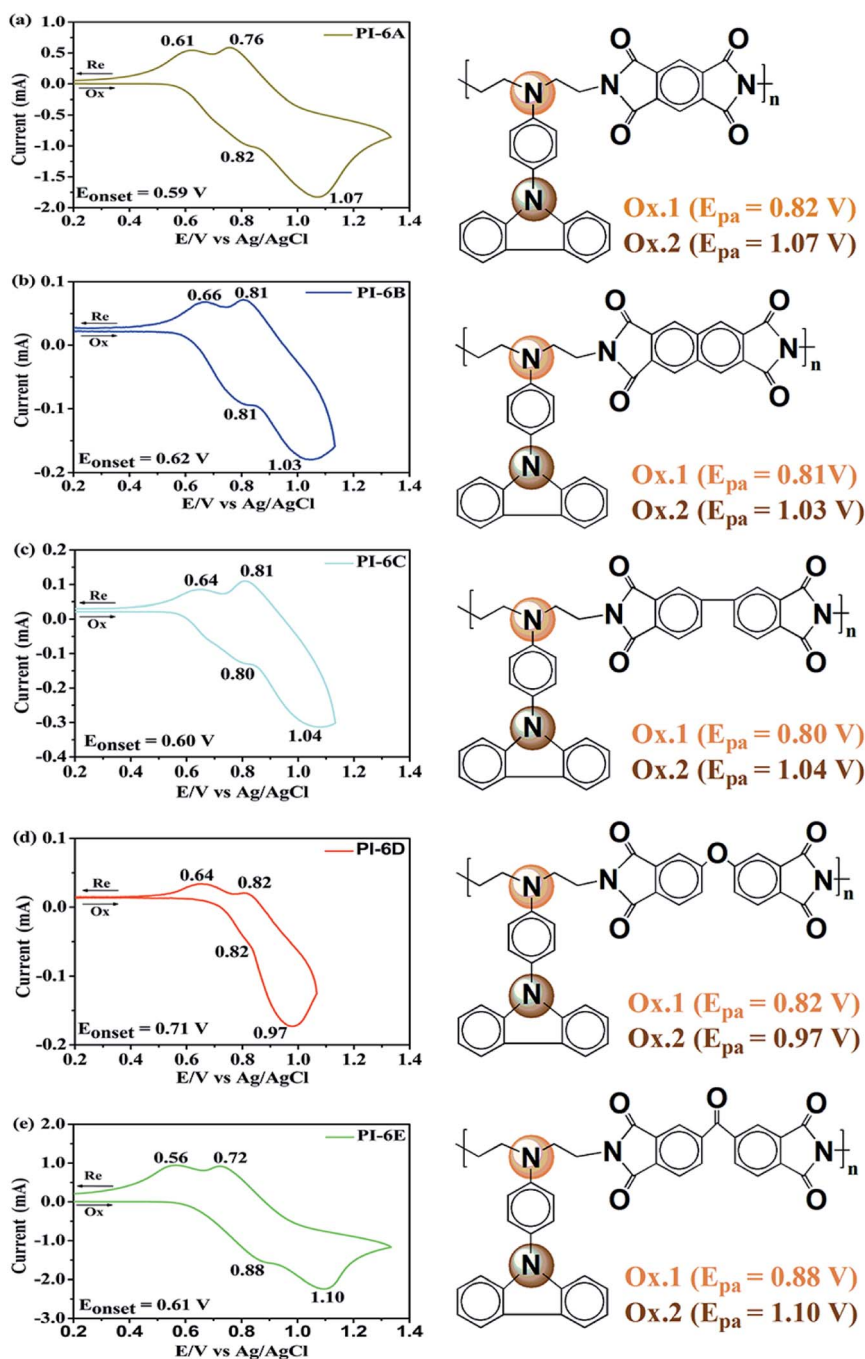 (a)
PI-6A
1.0
0.5
0.0
-0.5
-1.0
-1.5
-2.0
Current (mA)
0.61
0.76
Re
Ox
0.82
1.07
Eonset = 0.59 V
0.2 0.4 0.6 0.8 1.0 1.2 1.4
E/V vs Ag/AgCl
O O
N N n
O O
N
Ox.1 (Epa = 0.82 V)
Ox.2 (Epa = 1.07 V)
(b)
PI-6B
0.1
0.0
-0.1
-0.2
Current (mA)
0.66
0.81
Re
Ox
0.81
1.03
Eonset = 0.62 V
0.2 0.4 0.6 0.8 1.0 1.2 1.4
E/V vs Ag/AgCl
O O
N N N n
O O
N
Ox.1 (Epa = 0.81V)
Ox.2 (Epa = 1.03 V)
(c)
PI-6C
0.2
0.1
0.0
-0.1
-0.2
-0.3
-0.4
Current (mA)
0.64
0.81
Re
Ox
0.80
1.04
Eonset = 0.60 V
0.2 0.4 0.6 0.8 1.0 1.2 1.4
E/V vs Ag/AgCl
O O
N N N n
O O
N
Ox.1 (Epa = 0.80 V)
Ox.2 (Epa = 1.04 V)
(d)
PI-6D
0.1
0.0
-0.1
-0.2
Current (mA)
0.64
0.82
Re
Ox
0.82
0.97
Eonset = 0.71 V
0.2 0.4 0.6 0.8 1.0 1.2 1.4
E/V vs Ag/AgCl
O O O
N N N n
O O
N
Ox.1 (Epa = 0.82 V)
Ox.2 (Epa = 0.97 V)
(e)
PI-6E
2.0
1.0
0.0
-1.0
-2.0
-3.0
Current (mA)
0.56
0.72
Re
Ox
0.88
1.10
Eonset = 0.61 V
0.2 0.4 0.6 0.8 1.0 1.2 1.4
E/V vs Ag/AgCl
O O O
N N N n
O O
N
Ox.1 (Epa = 0.88 V)
Ox.2 (Epa = 1.10 V)